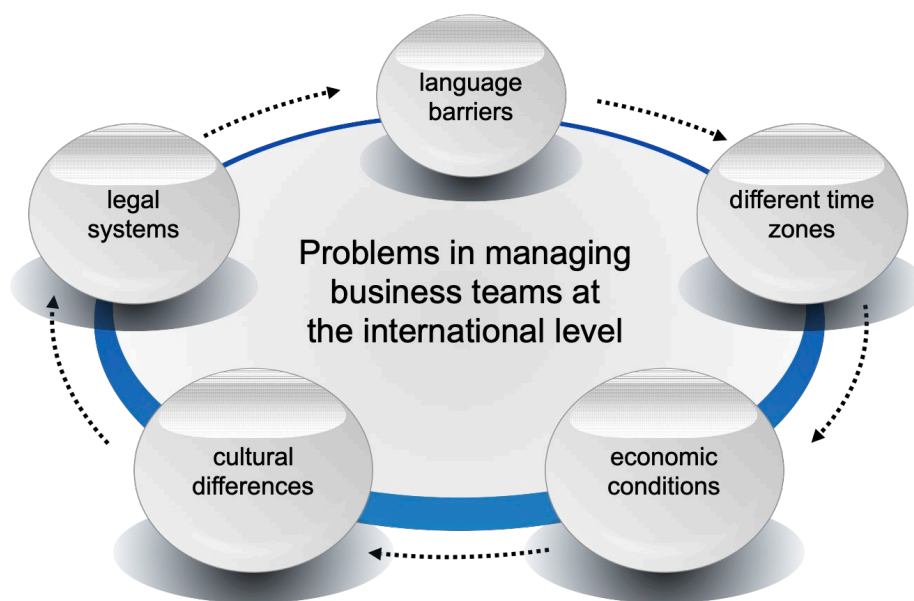 language
barriers
different time
zones
economic
conditions
cultural
differences
legal
systems
Problems in managing
business teams at
the international level